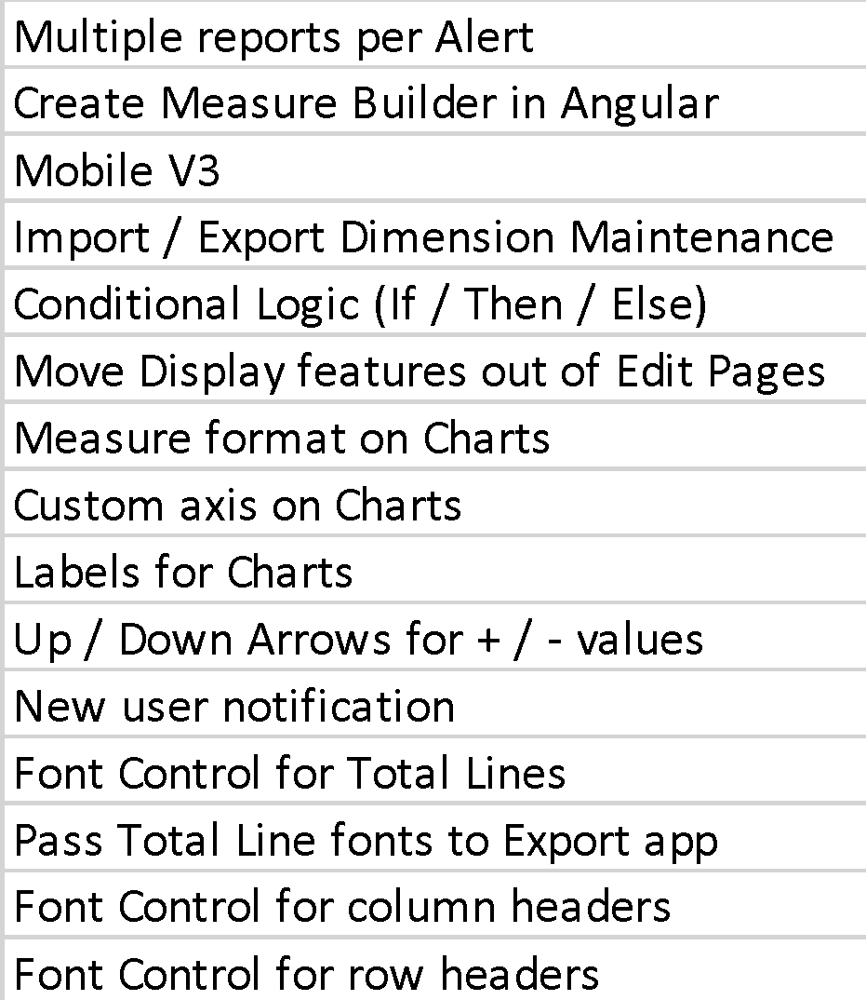 Multiple reports per Alert
Create Measure Builder in Angular
Mobile V3
Import / Export Dimension Maintenance
Conditional Logic (If / Then / Else)
Move Display features out of Edit Pages
Measure format on Charts
Custom axis on Charts
Labels for Charts
Up / Down Arrows for + / - values
New user notification
Font Control for Total Lines
Pass Total Line fonts to Export app
Font Control for column headers
Font Control for row headers